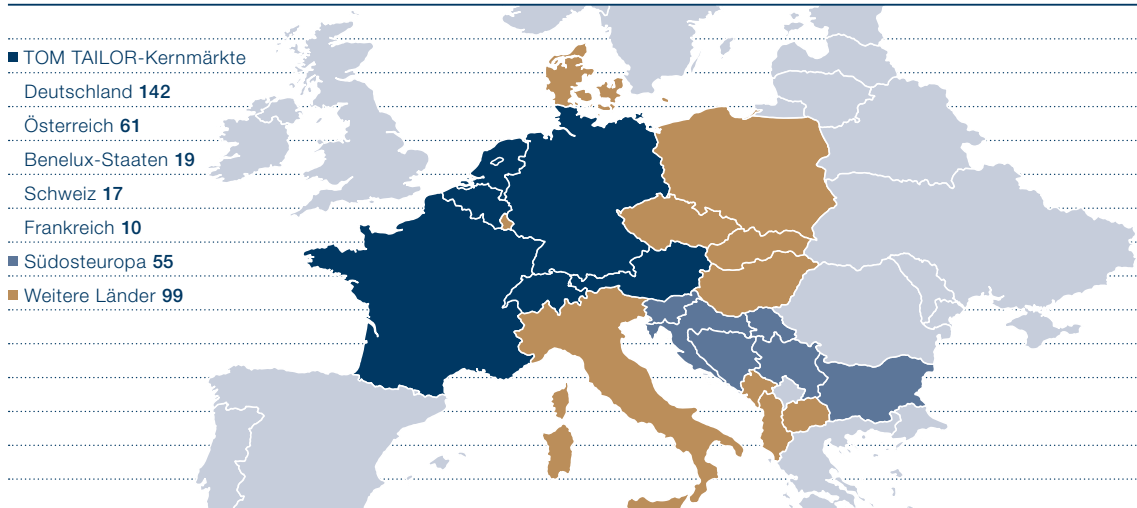 TOM TAILOR-Kernmärkte
Deutschland 142
Österreich 61
Benelux-Staaten 19
Schweiz 17
Frankreich 10
Südosteuropa 55
Weitere Länder 99